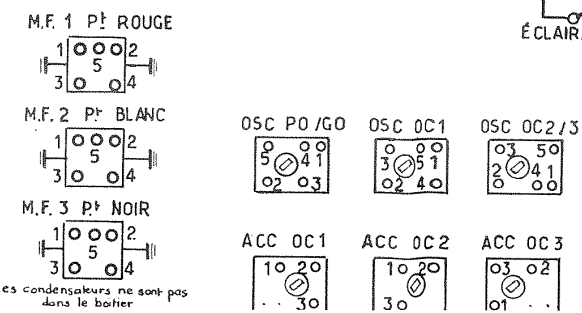 M.F. 1 Pt ROUGE
1 2
5
3 4
M.F. 2 Pt BLANC
1 2
5
3 4
M.F. 3 Pt NOIR
1 2
5
3 4
es condensateurs ne sont pas
dans le boîtier
ÉCLAIR.
OSC PO/GO
5 4 1
2 3
OSC OC1
3 5 1
2 4
OSC OC2/3
3 5
2 4 1
ACC OC1
1 2
3
ACC OC2
1 2
3
ACC OC3
3 2
1